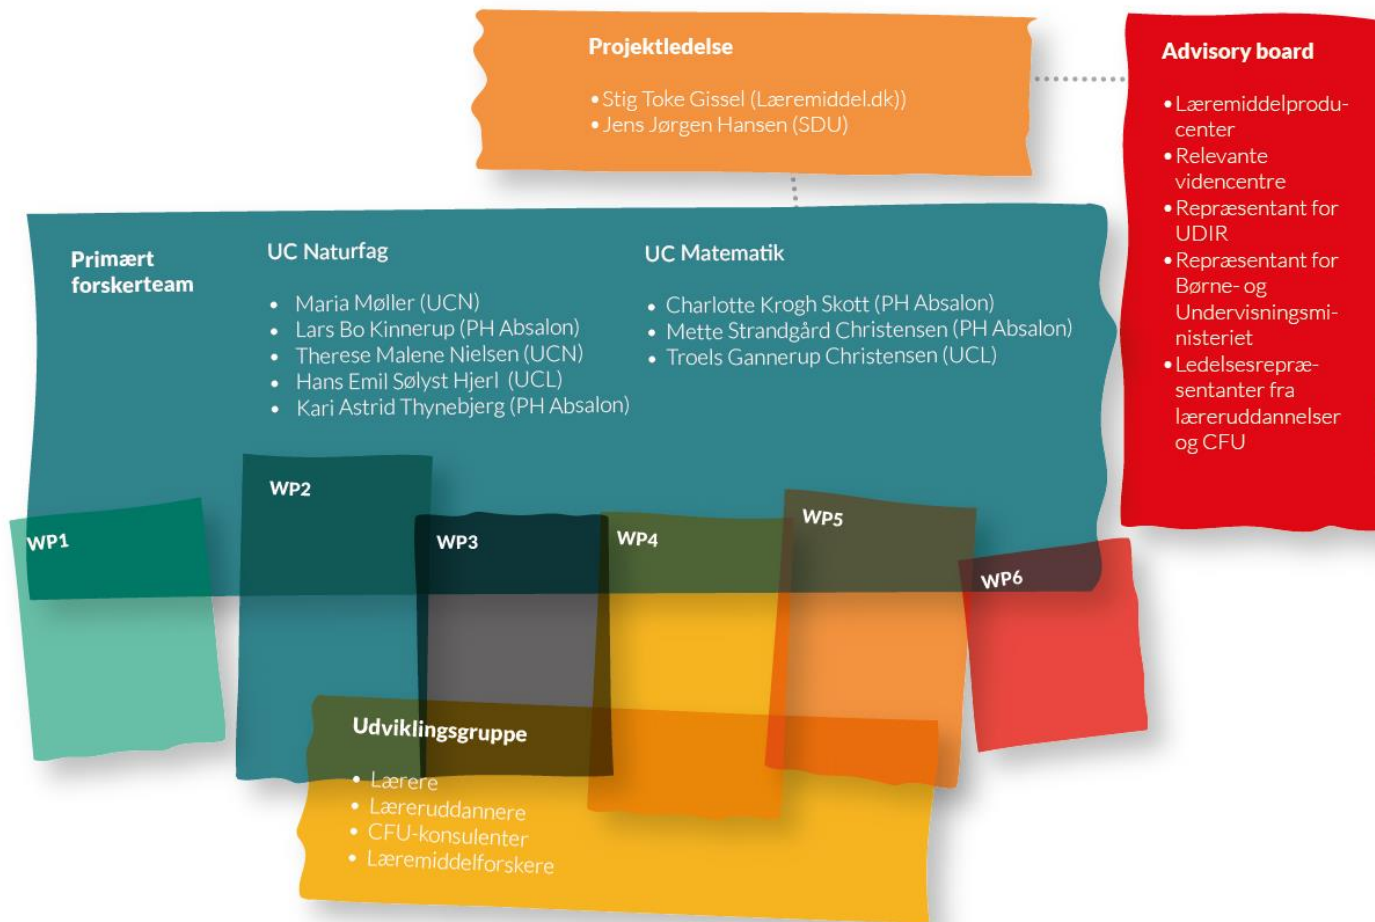 Projektledelse
• Stig Toke Gissel (Læremiddel.dk))
• Jens Jørgen Hansen (SDU)
Advisory board
• Læremiddelprodu-
center
• Relevante
videncentre
• Repræsentant for
UDIR
• Repræsentant for
Børne- og
Undervisningsmi-
nisteriet
• Ledelsesrepræ-
sentanter fra
læreruddannelser
og CFU
Primært
forskerteam
UC Naturfag
• Maria Møller (UCN)
• Lars Bo Kinnerup (PH Absalon)
• Therese Malene Nielsen (UCN)
• Hans Emil Sølyst Hjerl (UCL)
• Kari Astrid Thynebjerg (PH Absalon)
UC Matematik
• Charlotte Krogh Skott (PH Absalon)
• Mette Strandgård Christensen (PH Absalon)
• Troels Gannerup Christensen (UCL)
WP1
WP2
WP3
WP4
WP5
WP6
Udviklingsgruppe
• Lærere
• Læreruddannere
• CFU-konsulenter
• Læremiddelforskere